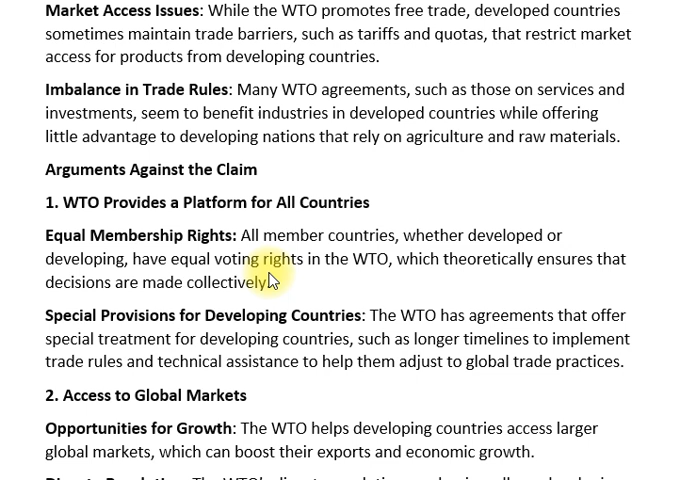 Market Access Issues: While the WTO promotes free trade, developed countries
sometimes maintain trade barriers, such as tariffs and quotas, that restrict market
access for products from developing countries.
Imbalance in Trade Rules: Many WTO agreements, such as those on services and
investments, seem to benefit industries in developed countries while offering
little advantage to developing nations that rely on agriculture and raw materials.
Arguments Against the Claim
1. WTO Provides a Platform for All Countries
Equal Membership Rights: All member countries, whether developed or
developing, have equal voting rights in the WTO, which theoretically ensures that
decisions are made collectively
Special Provisions for Developing Countries: The WTO has agreements that offer
special treatment for developing countries, such as longer timelines to implement
trade rules and technical assistance to help them adjust to global trade practices.
2. Access to Global Markets
Opportunities for Growth: The WTO helps developing countries access larger
global markets, which can boost their exports and economic growth.